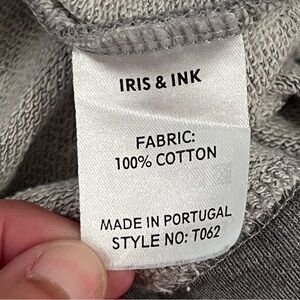 IRIS & INK
FABRIC:
100% COTTON
MADE IN PORTUGAL
STYLE NO: T062